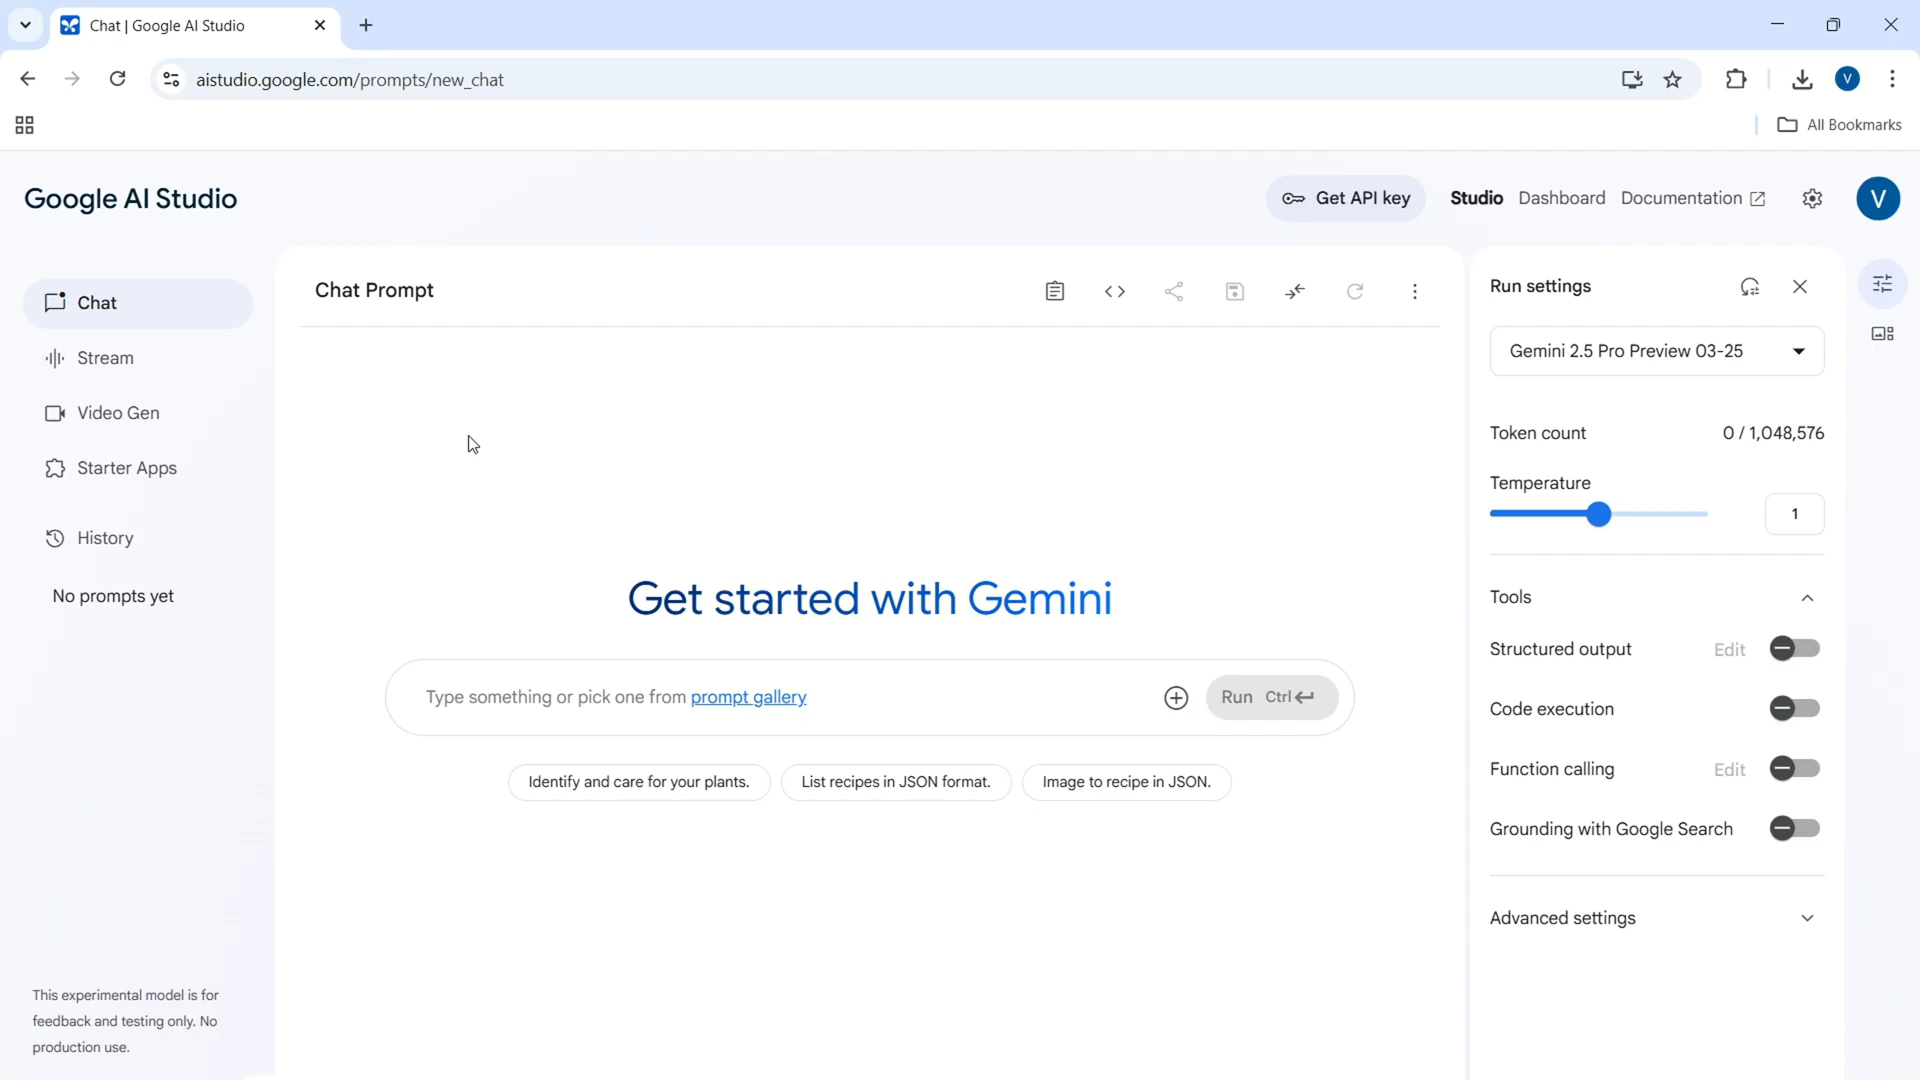 Chat | Google AI Studio
aistudio.google.com/prompts/new_chat
V
All Bookmarks
Google AI Studio
Get API key
Studio
Dashboard
Documentation
V
Chat
Stream
Video Gen
Starter Apps
History
No prompts yet
This experimental model is for
feedback and testing only. No
production use.
Chat Prompt
Get started with Gemini
Type something or pick one from prompt gallery
Run Ctrl
Identify and care for your plants.
List recipes in JSON format.
Image to recipe in JSON.
Run settings
Gemini 2.5 Pro Preview 03-25
Token count 0 / 1,048,576
Temperature
1
Tools
Structured output Edit
Code execution
Function calling Edit
Grounding with Google Search
Advanced settings